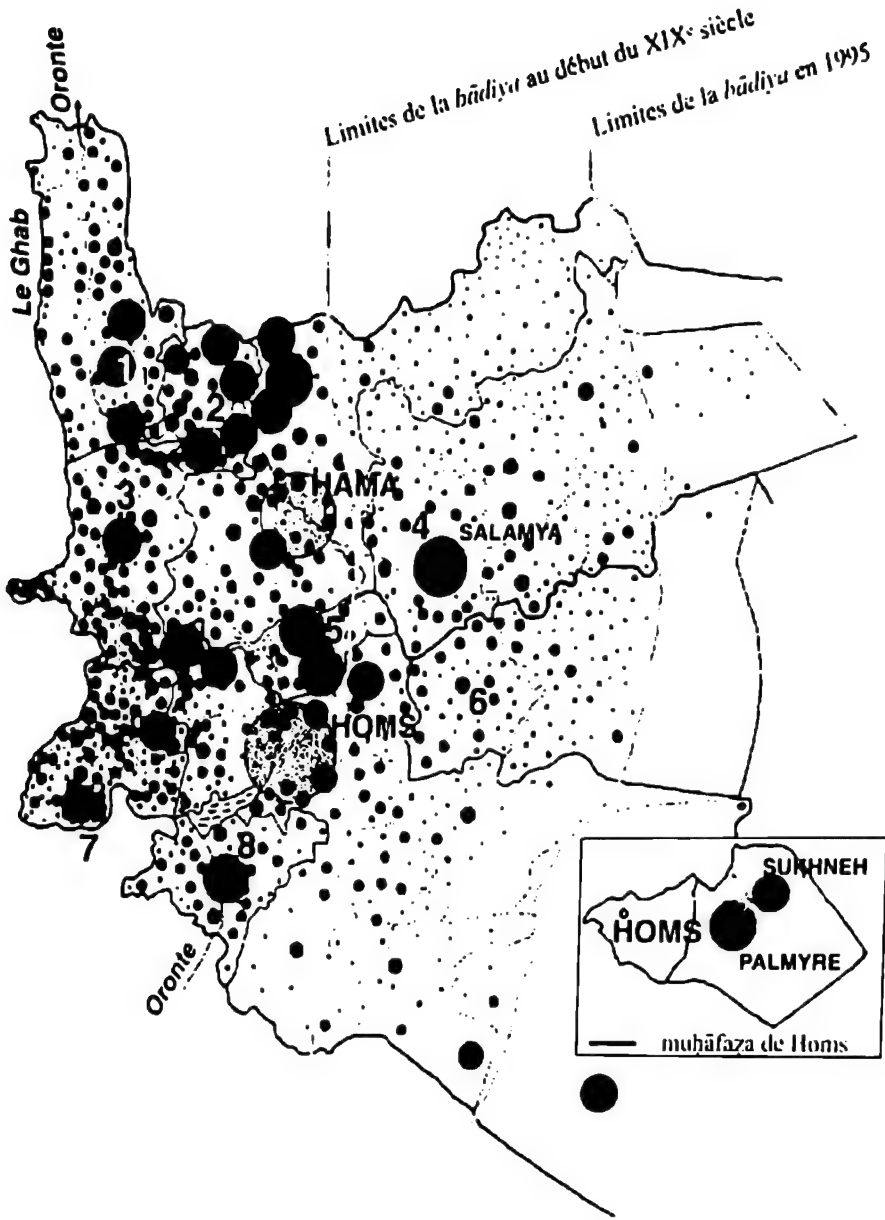 Oronte
Limites de la bādiya au début du XIXe siècle
Limites de la bādiya en 1995
Le Ghab
1
2
HAMA
3
4
SALAMYA
5
6
HOMS
7
8
Oronte
SUKHNEH
HOMS
PALMYRE
muhāfaza de Homs